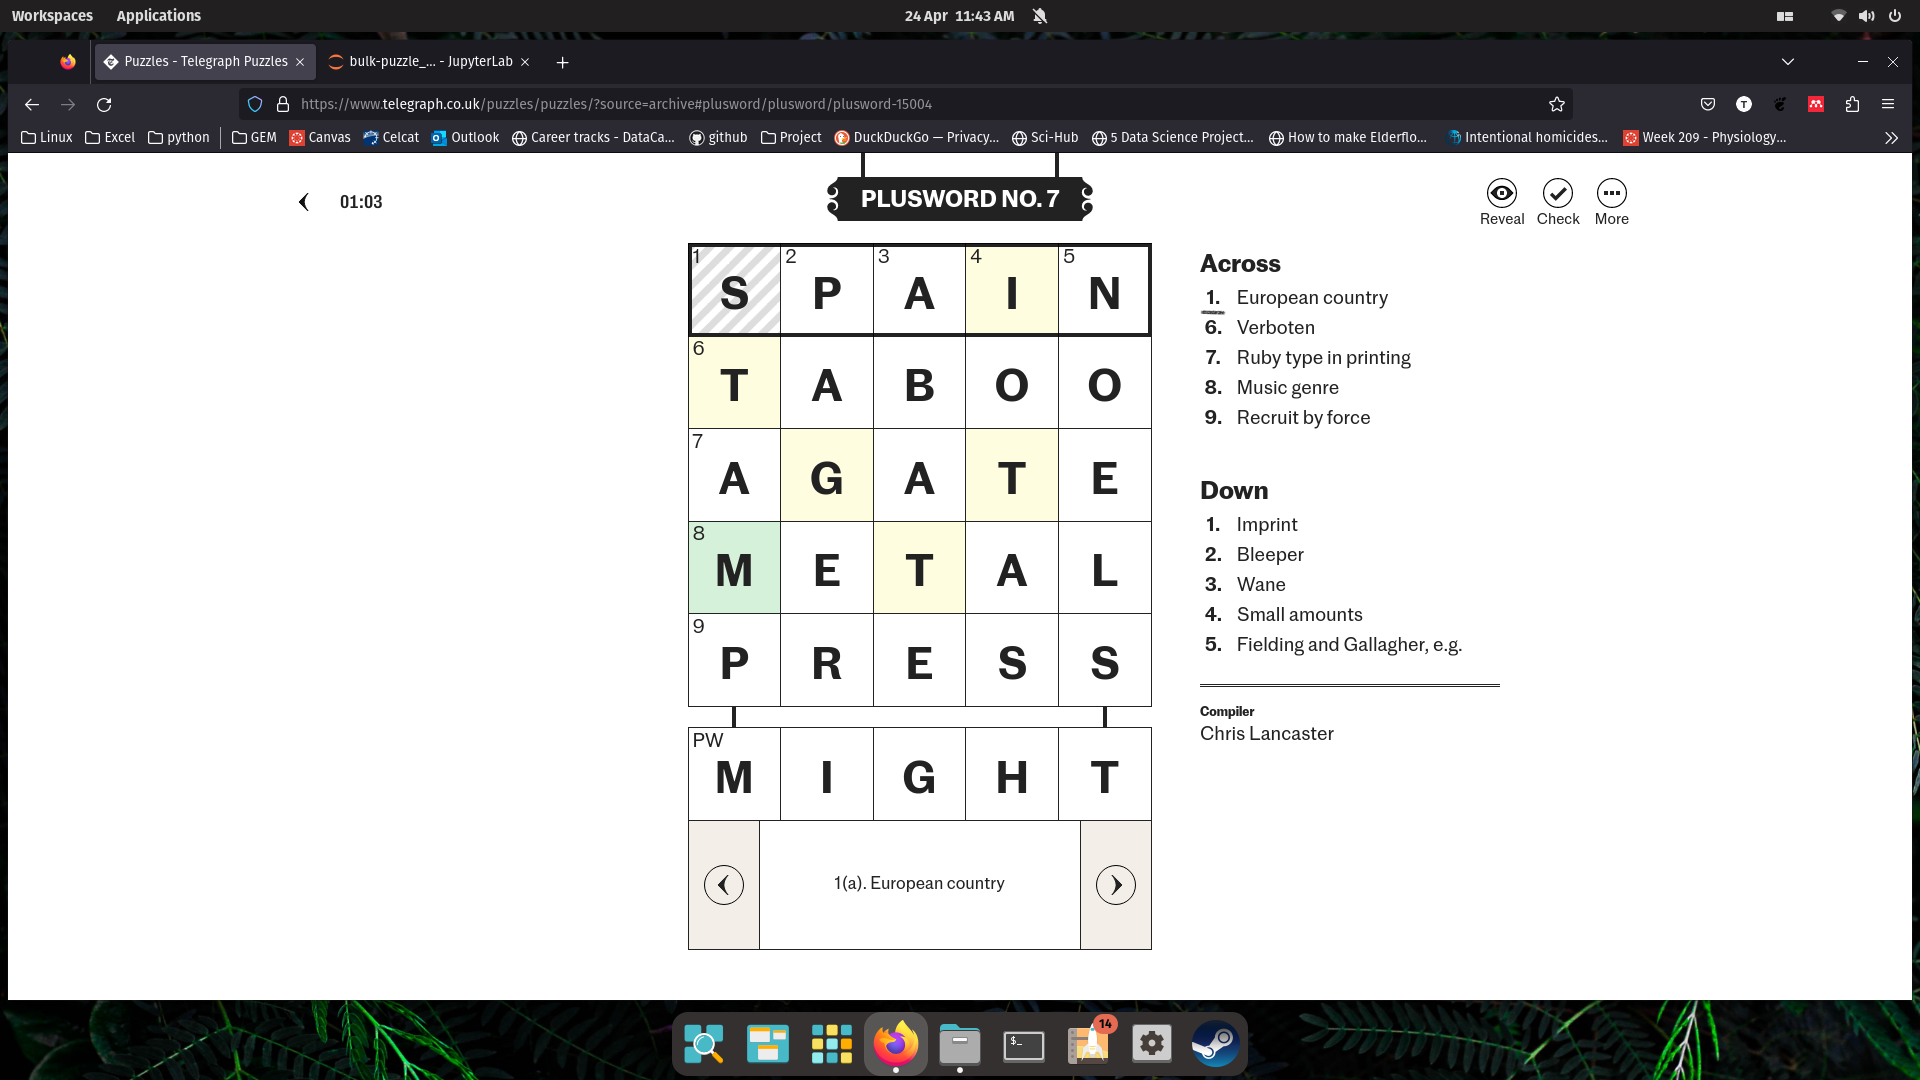 Workspaces Applications 24 Apr 11:43 AM
Puzzles - Telegraph Puzzles bulk-puzzle_... - JupyterLab
https://www.telegraph.co.uk/puzzles/puzzles/?source=archive#plusword/plusword/plusword-15004
Linux Excel python GEM Canvas Celcat Outlook Career tracks - DataCa... github Project DuckDuckGo — Privacy... Sci-Hub 5 Data Science Project... How to make Elderflo... Intentional homicides... Week 209 - Physiology...
01:03
PLUSWORD NO. 7
Reveal Check More
1 S 2 P 3 A 4 I 5 N
6 T A B O O
7 A G A T E
8 M E T A L
9 P R E S S
PW M I G H T
1(a). European country
Across
1. European country
6. Verboten
7. Ruby type in printing
8. Music genre
9. Recruit by force
Down
1. Imprint
2. Bleeper
3. Wane
4. Small amounts
5. Fielding and Gallagher, e.g.
Compiler
Chris Lancaster
$_
14